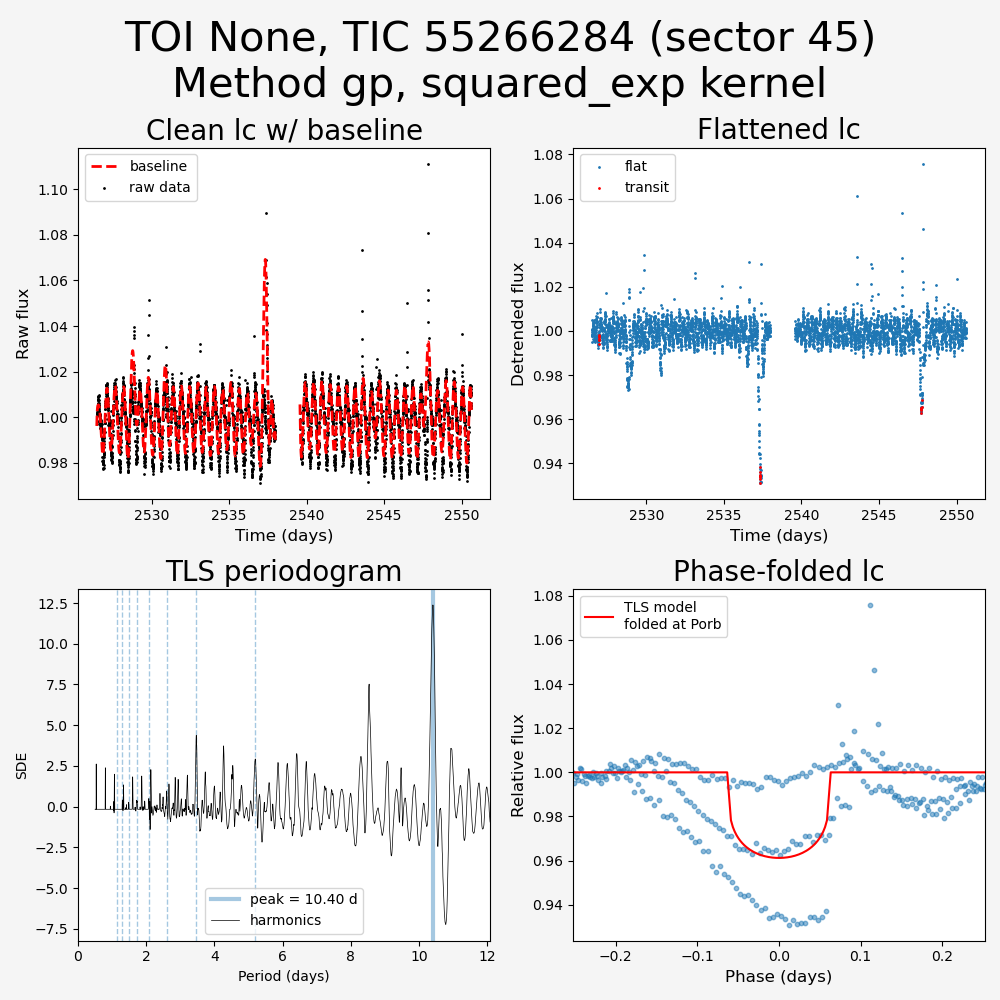 TOI None, TIC 55266284 (sector 45)
Method gp, squared_exp kernel
Clean lc w/ baseline
baseline
raw data
1.10
1.08
1.06
1.04
1.02
1.00
0.98
Raw flux
2530
2535
2540
2545
2550
Time (days)
Flattened lc
flat
transit
1.08
1.06
1.04
1.02
1.00
0.98
0.96
0.94
Detrended flux
2530
2535
2540
2545
2550
Time (days)
TLS periodogram
12.5
10.0
7.5
5.0
2.5
0.0
−2.5
−5.0
−7.5
SDE
peak = 10.40 d
harmonics
0
2
4
6
8
10
12
Period (days)
Phase-folded lc
TLS model
folded at Porb
1.08
1.06
1.04
1.02
1.00
0.98
0.96
0.94
Relative flux
−0.2
−0.1
0.0
0.1
0.2
Phase (days)